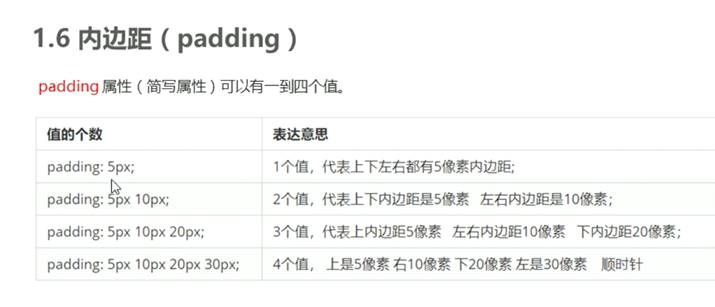 1.6 内边距（padding）
padding 属性（简写属性）可以有一到四个值。
值的个数 表达意思
padding: 5px; 1个值，代表上下左右都有5像素内边距;
padding: 5px 10px; 2个值，代表上下内边距是5像素 左右内边距是10像素；
padding: 5px 10px 20px; 3个值，代表上内边距5像素 左右内边距10像素 下内边距20像素；
padding: 5px 10px 20px 30px; 4个值， 上是5像素 右10像素 下20像素 左是30像素 顺时针